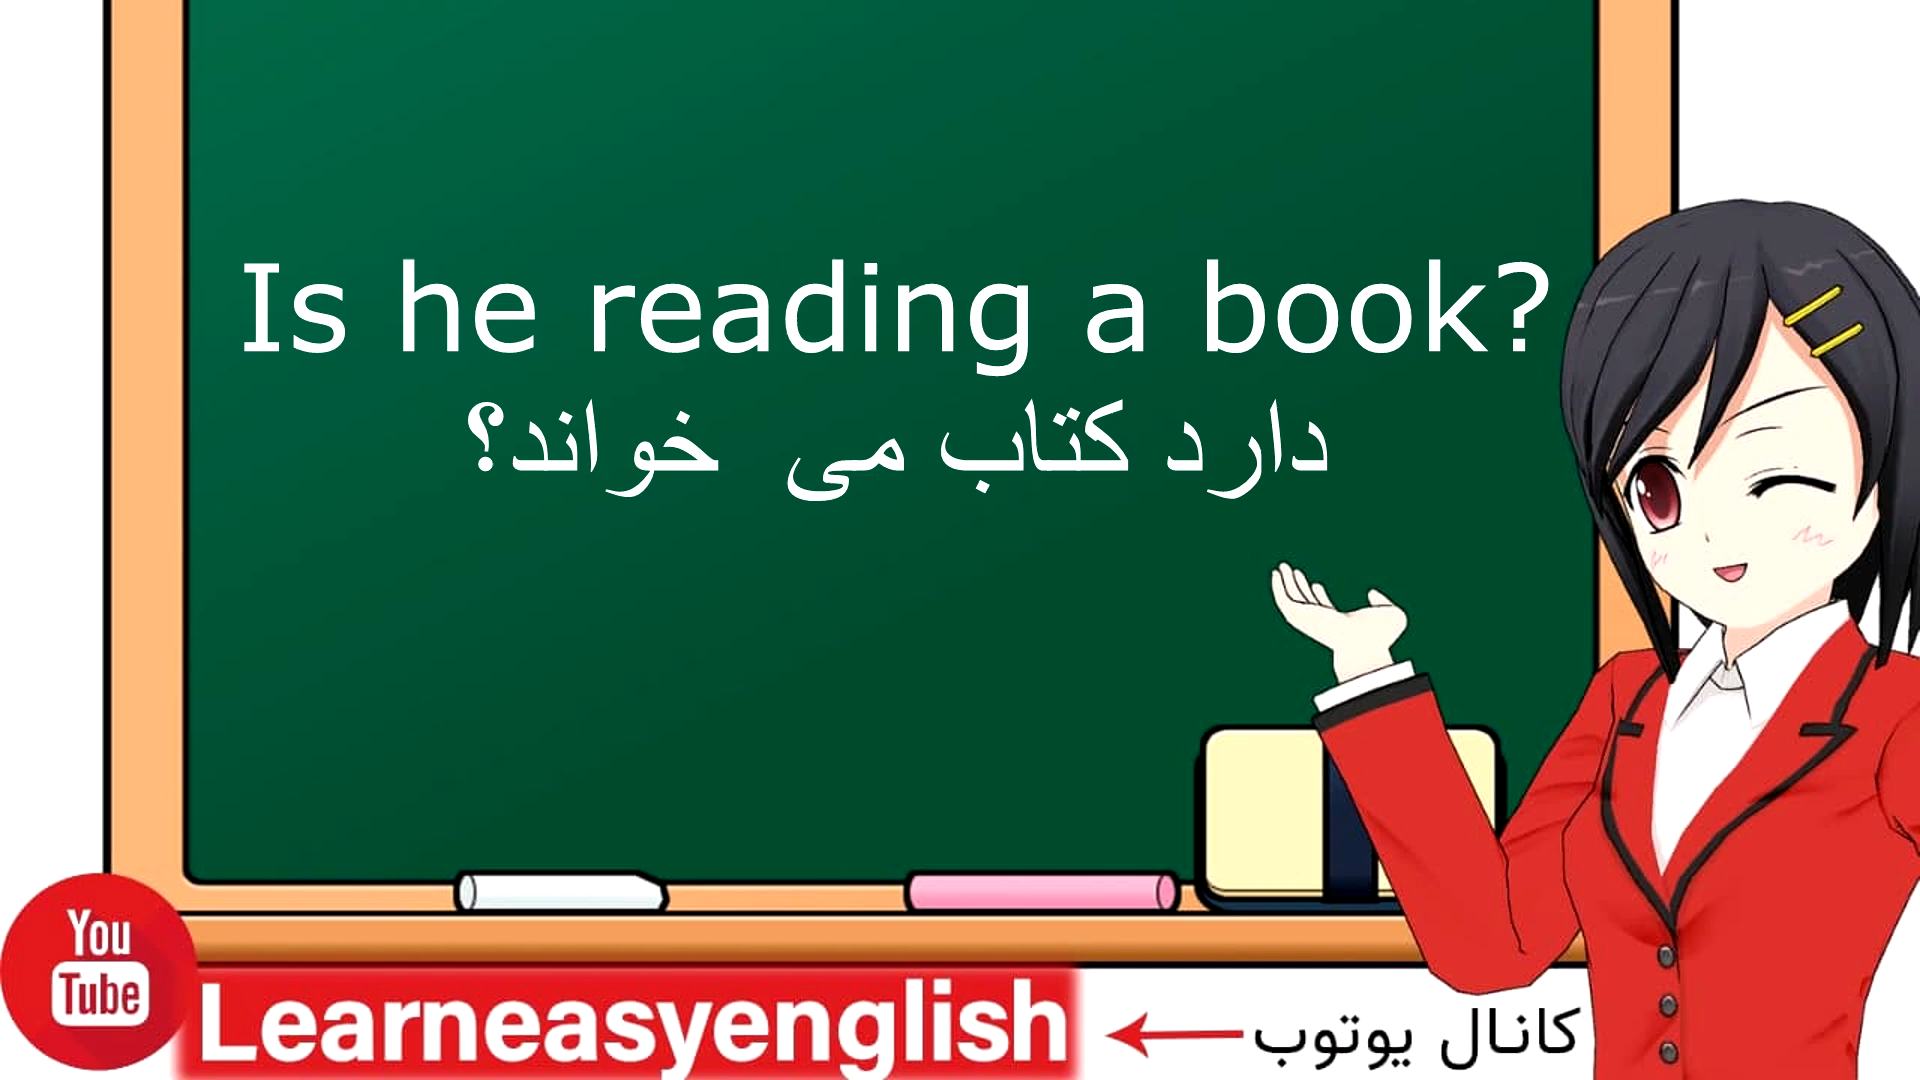 Is he reading a book?
دارد کتاب می خواند؟
You
Tube
Learneasyenglish
کانال یوتوب